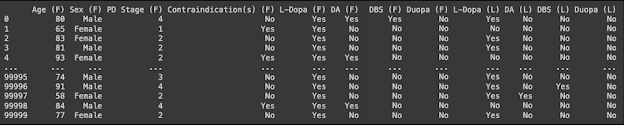 Age (F) Sex (F) PD Stage (F) Contraindication(s) (F) L-Dopa (F) DA (F) DBS (F) Duopa (F) L-Dopa (L) DA (L) DBS (L) Duopa (L)
0 80 Male 4 No Yes Yes Yes No No No No No
1 65 Female 1 Yes Yes Yes No No Yes No No No
2 83 Female 2 No Yes No No No Yes No No No
3 81 Male 2 No Yes No No No Yes No No No
4 93 Female 2 Yes Yes Yes No No Yes No No No
... ... ... ... ... ... ... ... ... ... ... ... ...
99995 74 Male 3 No Yes No No No No No No No
99996 91 Male 4 No Yes No No No Yes No Yes No
99997 58 Female 2 No Yes No No No Yes Yes No No
99998 84 Male 4 Yes Yes Yes No No No No No No
99999 77 Female 2 No Yes No No No Yes No No No